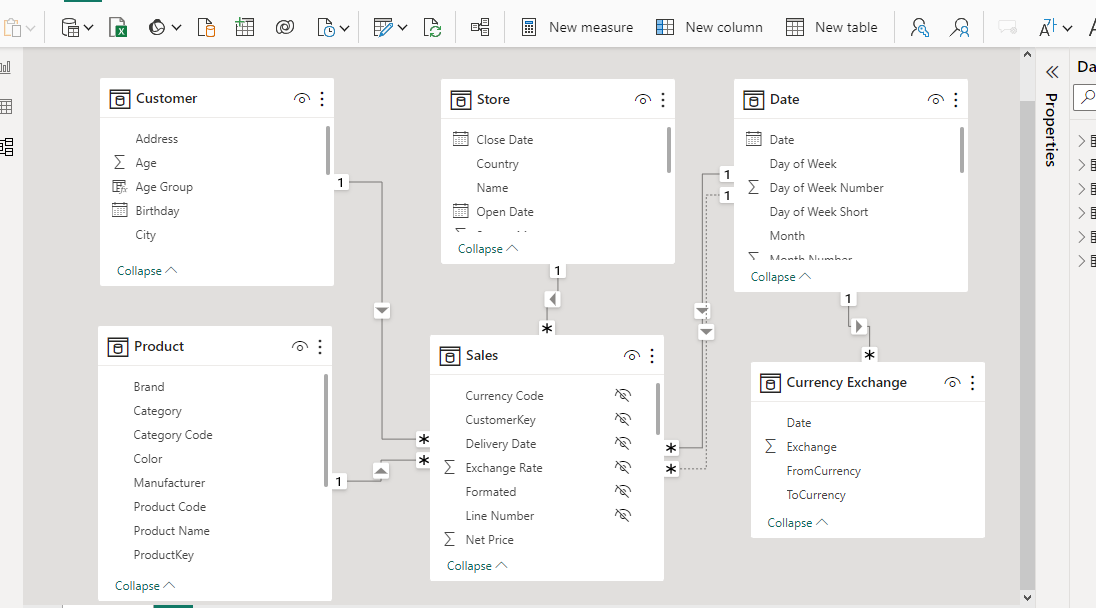 New measure
New column
New table
Da
Properties
Customer
Address
Age
Age Group
Birthday
City
Collapse
1
Store
Close Date
Country
Name
Open Date
Collapse
1
*
Date
Date
Day of Week
Day of Week Number
Day of Week Short
Month
Month Number
Collapse
1
1
1
*
Product
Brand
Category
Category Code
Color
Manufacturer
Product Code
Product Name
ProductKey
Collapse
1
*
*
Sales
Currency Code
CustomerKey
Delivery Date
Exchange Rate
Formated
Line Number
Net Price
Collapse
*
*
Currency Exchange
Date
Exchange
FromCurrency
ToCurrency
Collapse